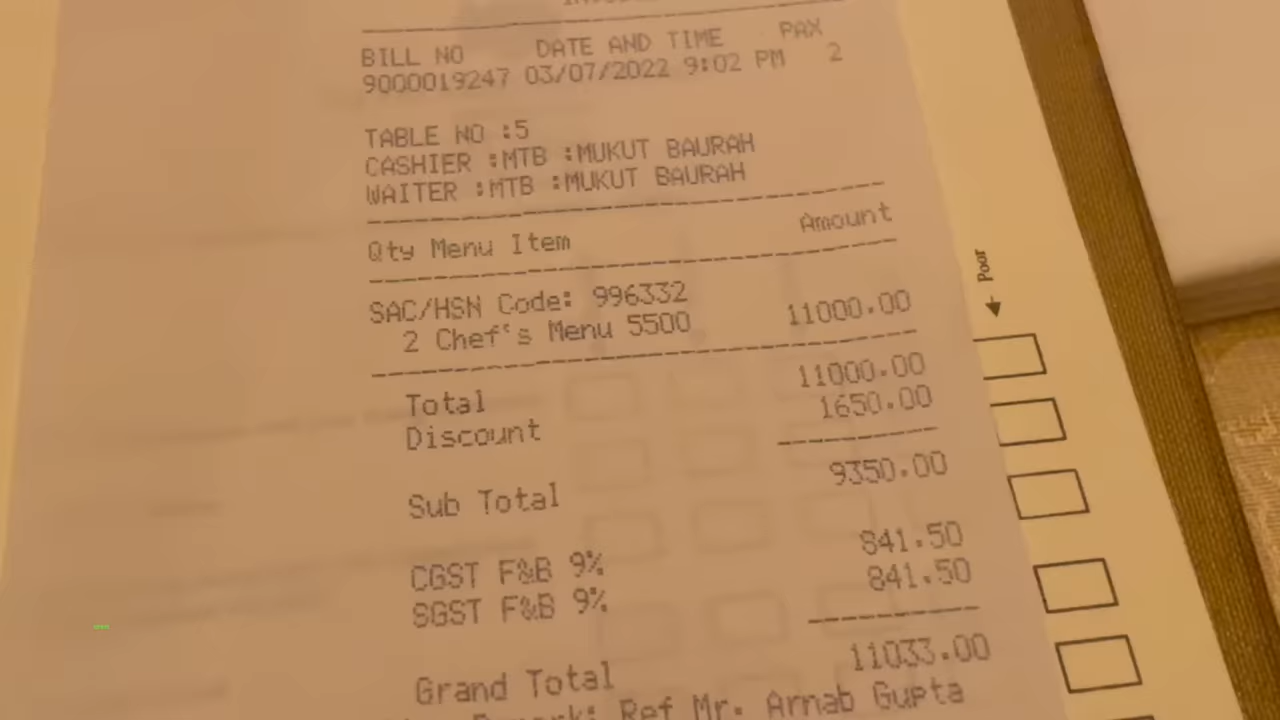 BILL NO DATE AND TIME PAX
9000019247 03/07/2022 9:02 PM 2
TABLE NO :5
CASHIER :MTB :MUKUT BAURAH
WAITER :MTB :MUKUT BAURAH
Qty Menu Item Amount
SAC/HSN Code: 996332
2 Chef's Menu 5500 11000.00
Total 11000.00
Discount 1650.00
Sub Total 9350.00
CGST F&B 9% 841.50
SGST F&B 9% 841.50
Grand Total 11033.00
Ref Mr. Arnab Gupta
Poor